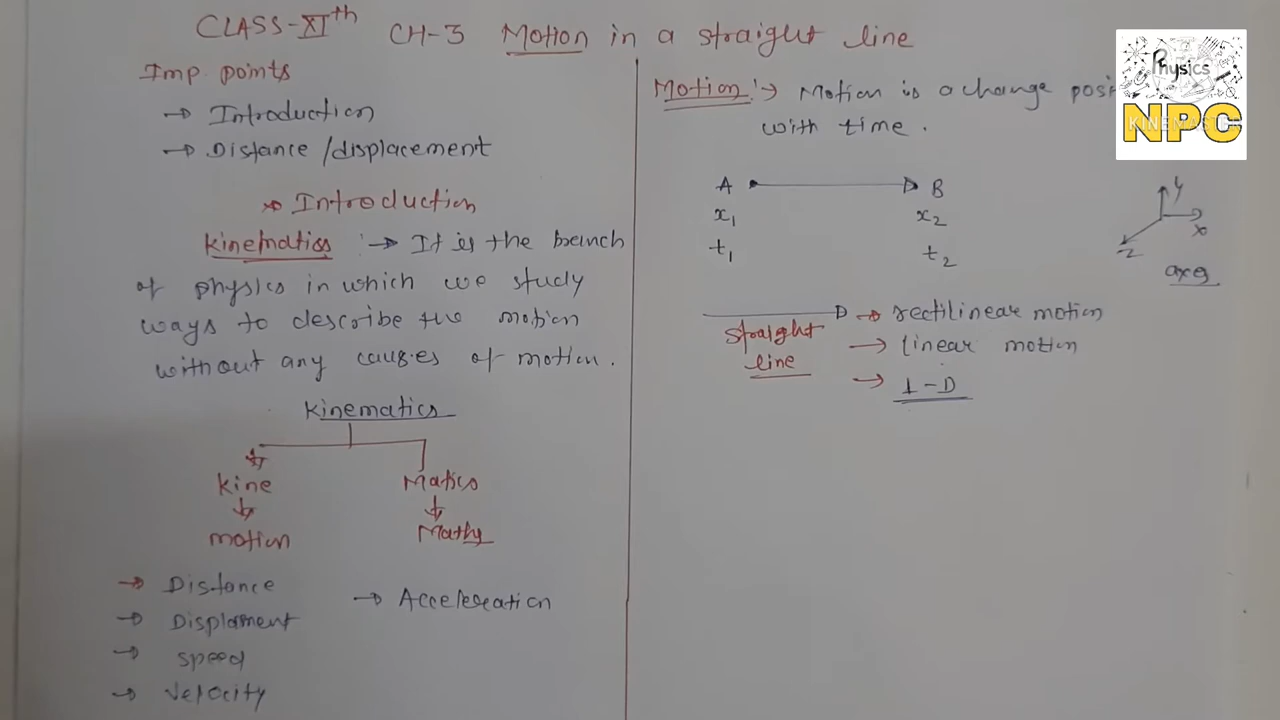 CLASS-XIth CH-3 Motion in a straight line
Imp. points
→ Introduction
→ Distance /displacement
* Introduction
Kinematics :→ It is the branch
of physics in which we study
ways to describe the motion
without any causes of motion.
Kinematics
Kine Matics
motion Maths
→ Distance
→ Displament
→ Speed
→ Velocity
→ Acceleration
Motion :→ Motion is a change posi
with time.
A B
x1 x2
t1 t2
y
x
z
axes
Straight
line
→ rectilinear motion
→ linear motion
→ 1-D
Physics
NPC
KINEMASTER